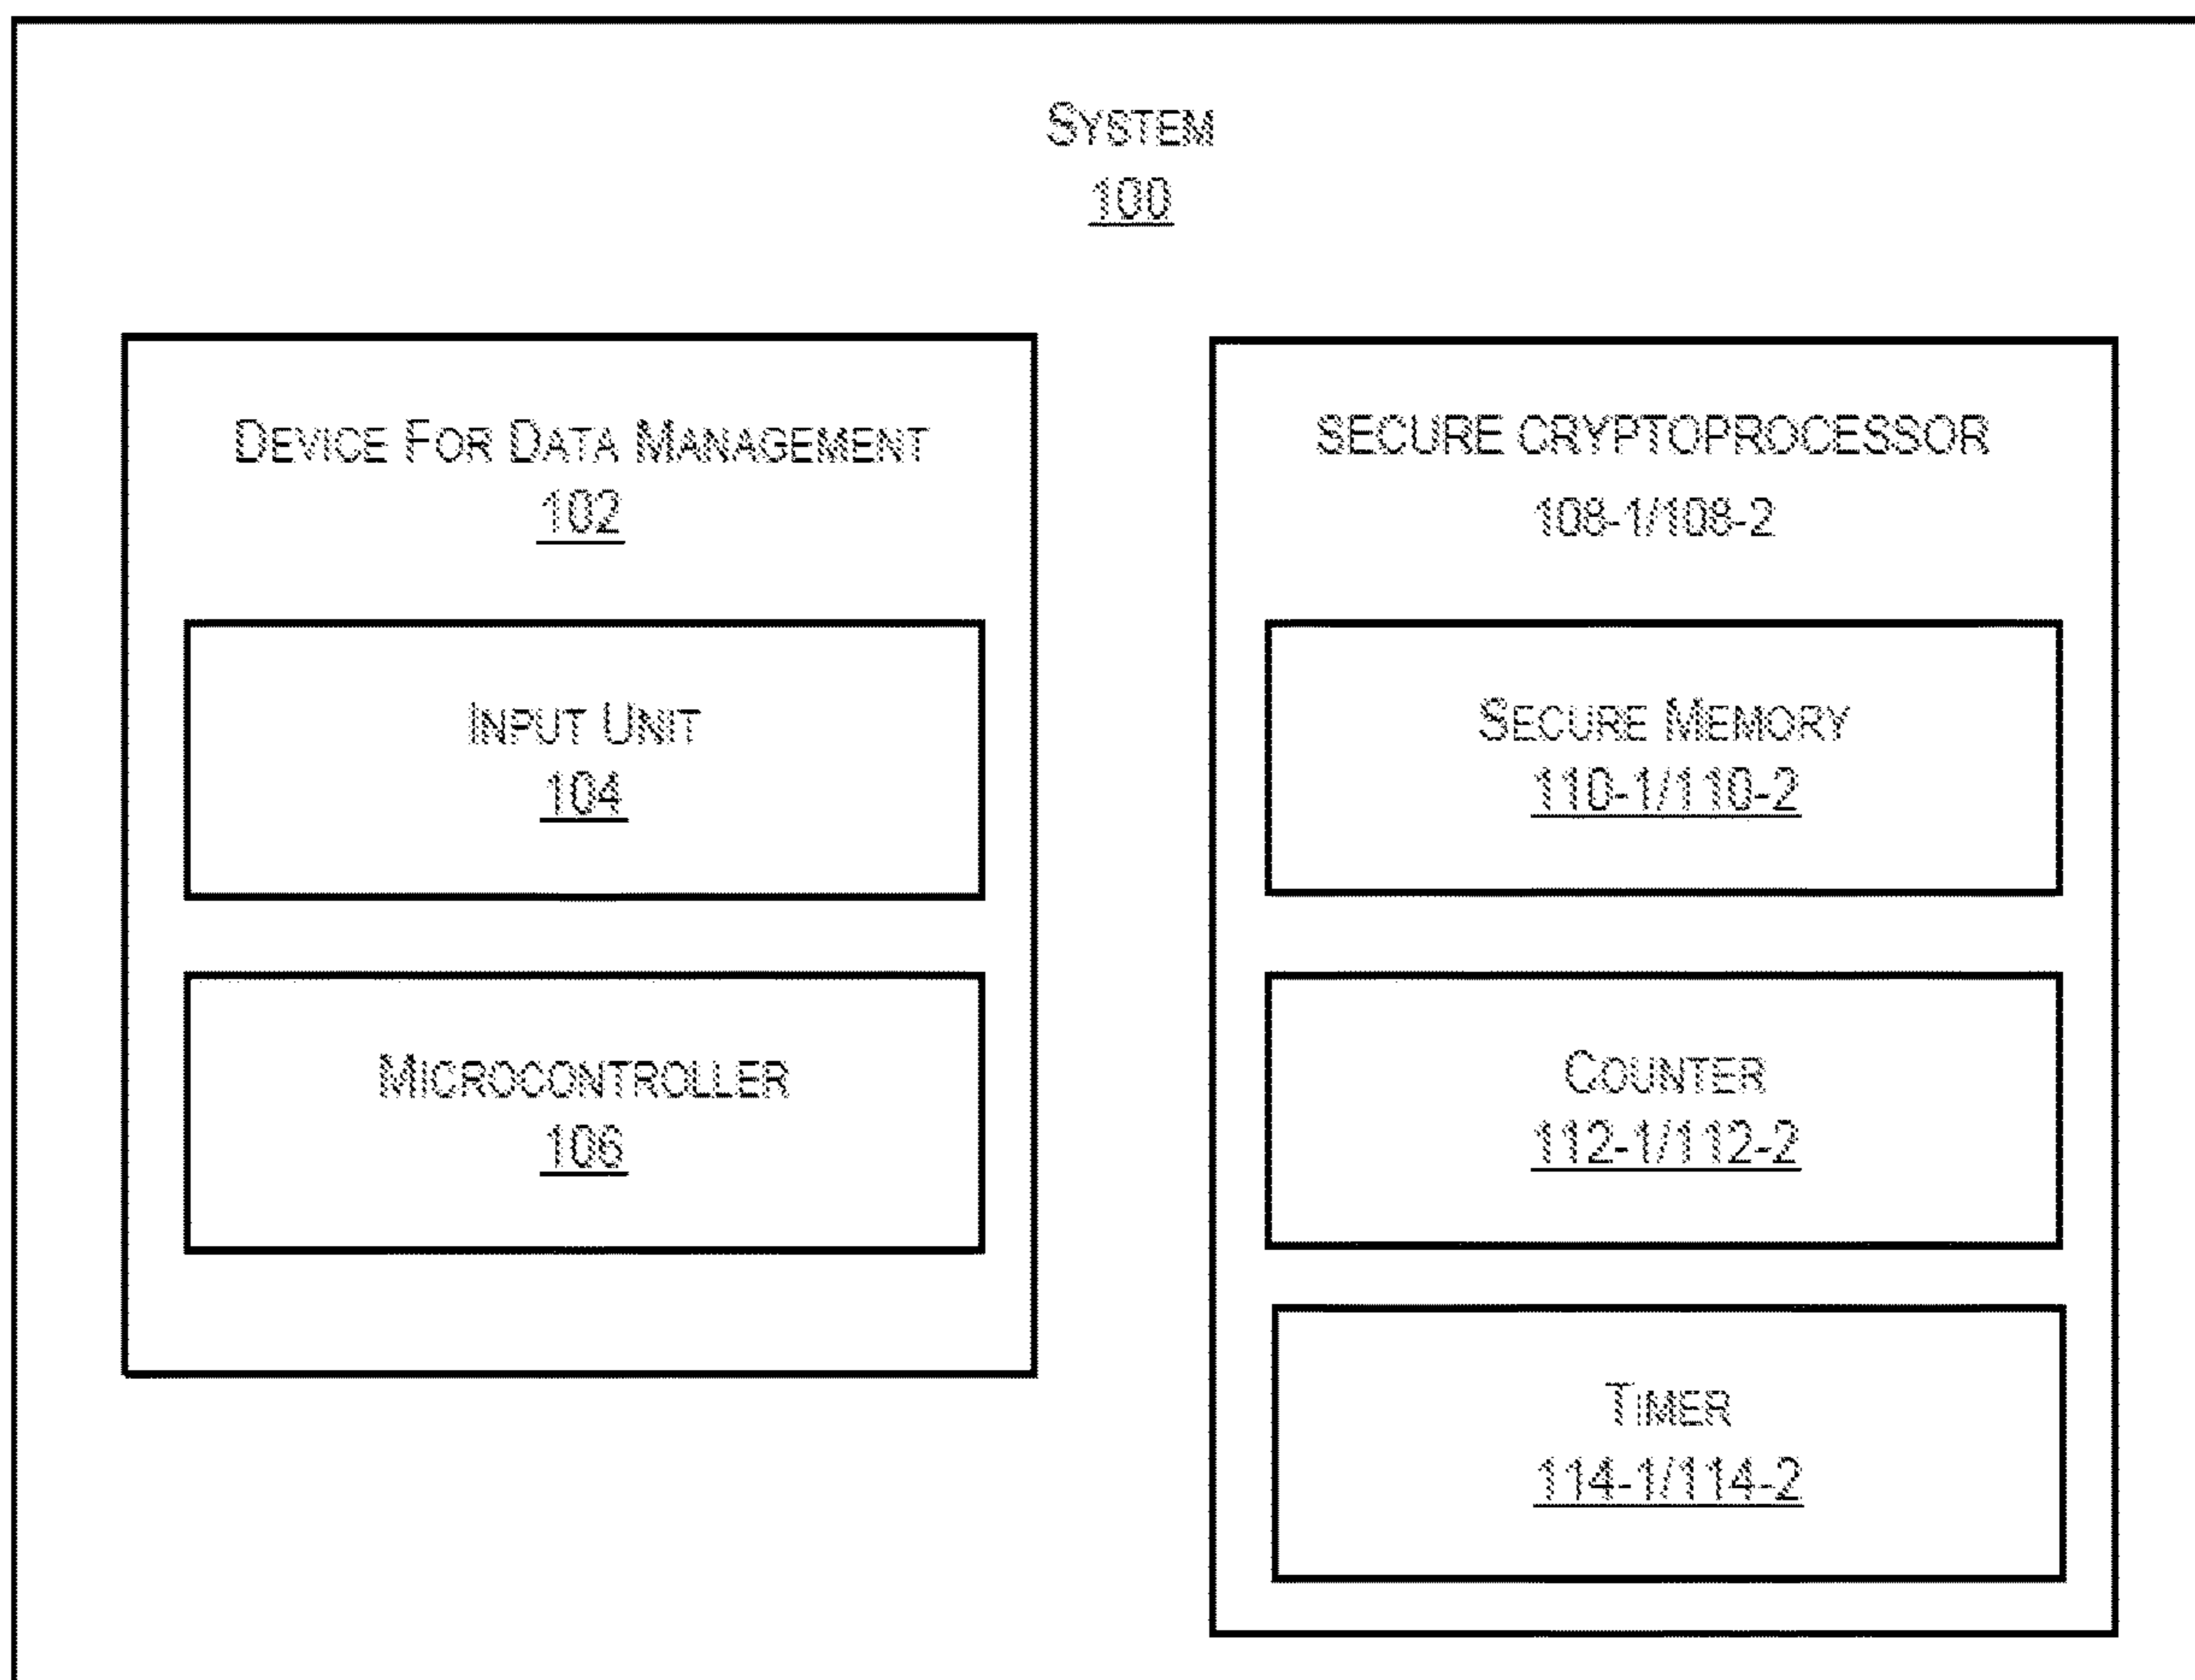 SYSTEM
100
DEVICE FOR DATA MANAGEMENT
102
INPUT UNIT
104
MICROCONTROLLER
106
SECURE CRYPTOPROCESSOR
108-1/108-2
SECURE MEMORY
110-1/110-2
COUNTER
112-1/112-2
TIMER
114-1/114-2